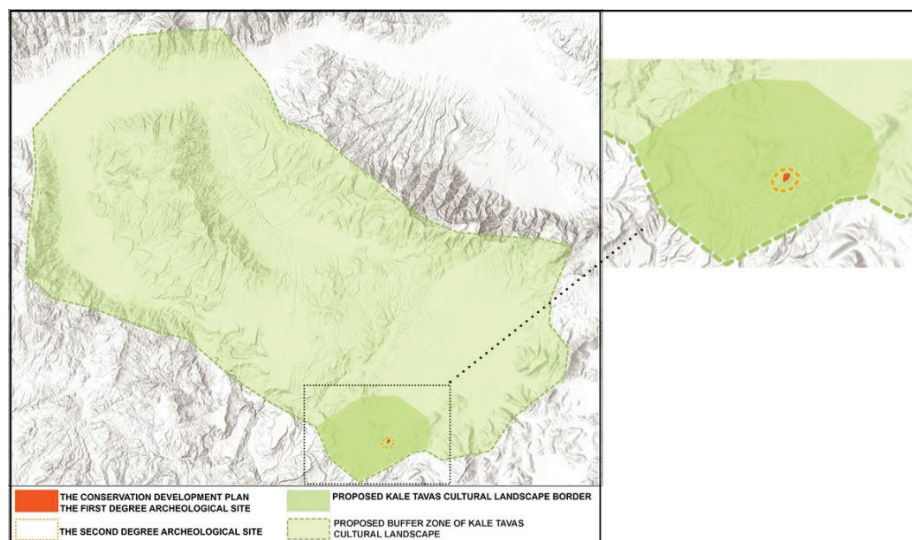 THE CONSERVATION DEVELOPMENT PLAN
THE FIRST DEGREE ARCHEOLOGICAL SITE
THE SECOND DEGREE ARCHEOLOGICAL SITE
PROPOSED KALE TAVAS CULTURAL LANDSCAPE BORDER
PROPOSED BUFFER ZONE OF KALE TAVAS
CULTURAL LANDSCAPE